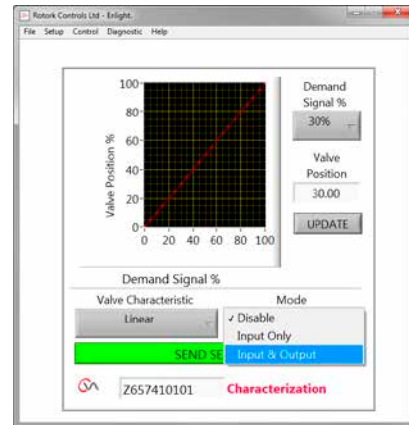 Rotork Controls Ltd - Enlight.
File Setup Control Diagnostic Help
100
80
60
40
20
0
Valve Position %
0 20 40 60 80 100
Demand Signal %
Demand
Signal %
30%
Valve
Position
30.00
UPDATE
Valve Characteristic
Linear
Mode
✓ Disable
Input Only
Input & Output
SEND SE
Z657410101
Characterization